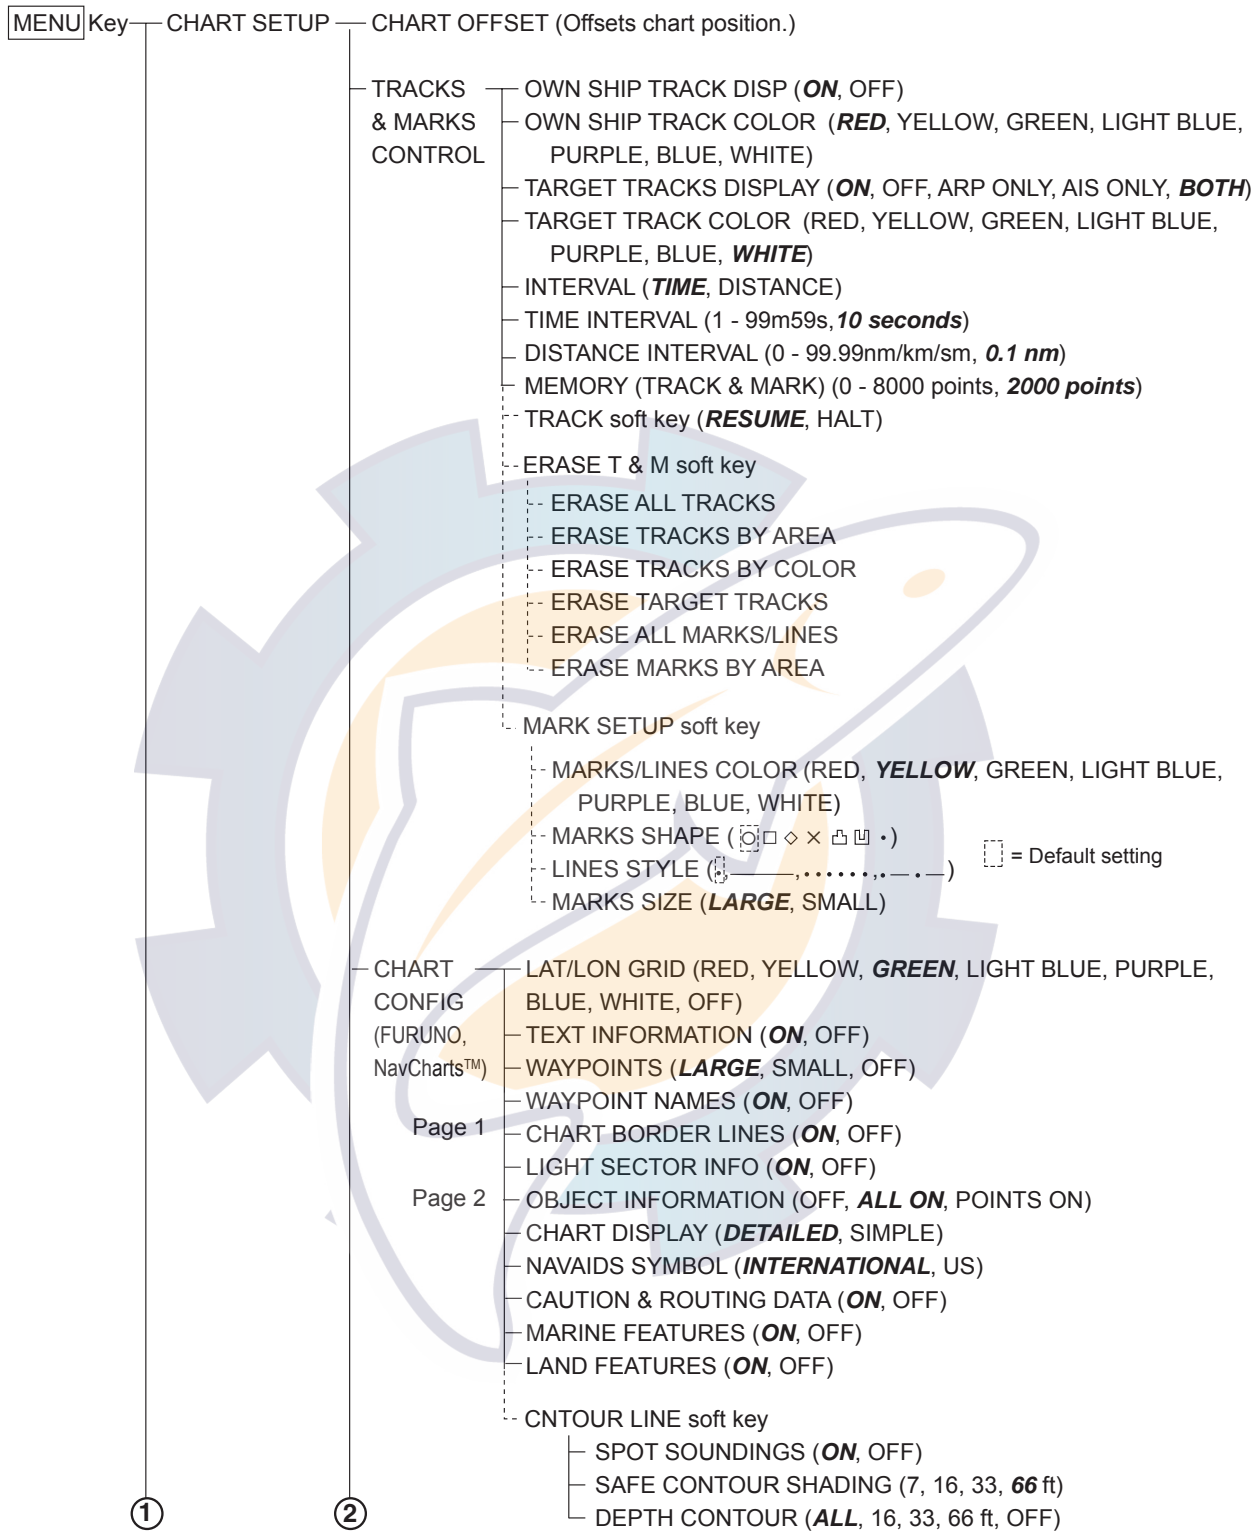 MENU Key CHART SETUP CHART OFFSET (Offsets chart position.)
TRACKS
& MARKS
CONTROL
OWN SHIP TRACK DISP (ON, OFF)
OWN SHIP TRACK COLOR (RED, YELLOW, GREEN, LIGHT BLUE,
PURPLE, BLUE, WHITE)
TARGET TRACKS DISPLAY (ON, OFF, ARP ONLY, AIS ONLY, BOTH)
TARGET TRACK COLOR (RED, YELLOW, GREEN, LIGHT BLUE,
PURPLE, BLUE, WHITE)
INTERVAL (TIME, DISTANCE)
TIME INTERVAL (1 - 99m59s,10 seconds)
DISTANCE INTERVAL (0 - 99.99nm/km/sm, 0.1 nm)
MEMORY (TRACK & MARK) (0 - 8000 points, 2000 points)
TRACK soft key (RESUME, HALT)
ERASE T & M soft key
ERASE ALL TRACKS
ERASE TRACKS BY AREA
ERASE TRACKS BY COLOR
ERASE TARGET TRACKS
ERASE ALL MARKS/LINES
ERASE MARKS BY AREA
MARK SETUP soft key
MARKS/LINES COLOR (RED, YELLOW, GREEN, LIGHT BLUE,
PURPLE, BLUE, WHITE)
MARKS SHAPE ( )
= Default setting
LINES STYLE ( )
MARKS SIZE (LARGE, SMALL)
CHART
CONFIG
(FURUNO,
NavCharts™)
LAT/LON GRID (RED, YELLOW, GREEN, LIGHT BLUE, PURPLE,
BLUE, WHITE, OFF)
TEXT INFORMATION (ON, OFF)
WAYPOINTS (LARGE, SMALL, OFF)
WAYPOINT NAMES (ON, OFF)
Page 1
CHART BORDER LINES (ON, OFF)
LIGHT SECTOR INFO (ON, OFF)
Page 2
OBJECT INFORMATION (OFF, ALL ON, POINTS ON)
CHART DISPLAY (DETAILED, SIMPLE)
NAVAIDS SYMBOL (INTERNATIONAL, US)
CAUTION & ROUTING DATA (ON, OFF)
MARINE FEATURES (ON, OFF)
LAND FEATURES (ON, OFF)
CNTOUR LINE soft key
SPOT SOUNDINGS (ON, OFF)
SAFE CONTOUR SHADING (7, 16, 33, 66 ft)
DEPTH CONTOUR (ALL, 16, 33, 66 ft, OFF)
1
2